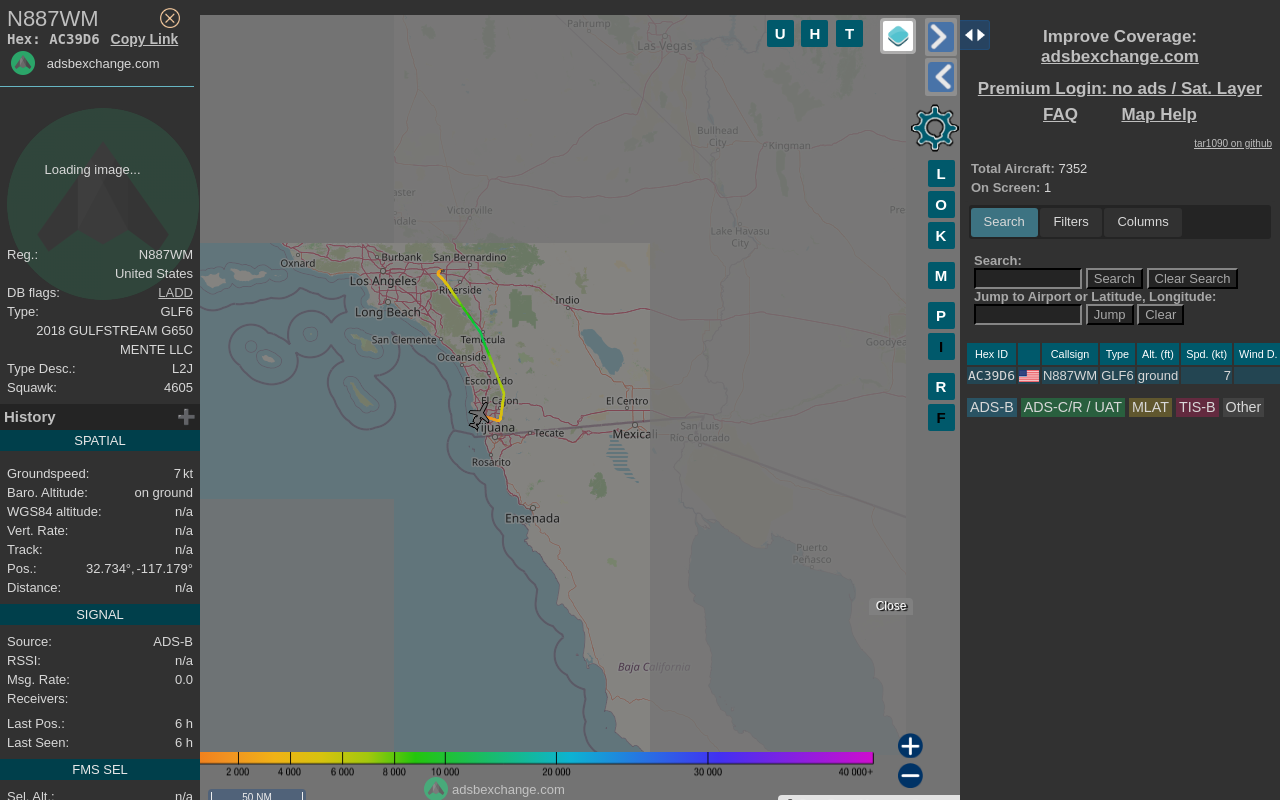 N887WM
Hex: AC39D6 Copy Link
adsbexchange.com
Loading image...
Reg.: N887WM
United States
DB flags: LADD
Type: GLF6
2018 GULFSTREAM G650
MENTE LLC
Type Desc.: L2J
Squawk: 4605
History
SPATIAL
Groundspeed: 7 kt
Baro. Altitude: on ground
WGS84 altitude: n/a
Vert. Rate: n/a
Track: n/a
Pos.: 32.734°, -117.179°
Distance: n/a
SIGNAL
Source: ADS-B
RSSI: n/a
Msg. Rate: 0.0
Receivers:
Last Pos.: 6 h
Last Seen: 6 h
FMS SEL
Sel. Alt.: n/a
U H T
Pahrump
Las Vegas
Bullhead City
Kingman
Victorville
Lake Havasu City
Oxnard
Burbank
San Bernardino
Los Angeles
Riverside
Indio
Long Beach
San Clemente
Temecula
Oceanside
Escondido
El Cajon
El Centro
Goodyea
Tijuana
Tecate
Mexicali
San Luis Río Colorado
Rosarito
Ensenada
Puerto Peñasco
Baja California
L
O
K
M
P
I
R
F
Close
2 000 4 000 6 000 8 000 10 000 20 000 30 000 40 000+
adsbexchange.com
50 NM
Improve Coverage:
adsbexchange.com
Premium Login: no ads / Sat. Layer
FAQ Map Help
tar1090 on github
Total Aircraft: 7352
On Screen: 1
Search Filters Columns
Search:
Search Clear Search
Jump to Airport or Latitude, Longitude:
Jump Clear
Hex ID Callsign Type Alt. (ft) Spd. (kt) Wind D.
AC39D6 N887WM GLF6 ground 7
ADS-B ADS-C/R / UAT MLAT TIS-B Other